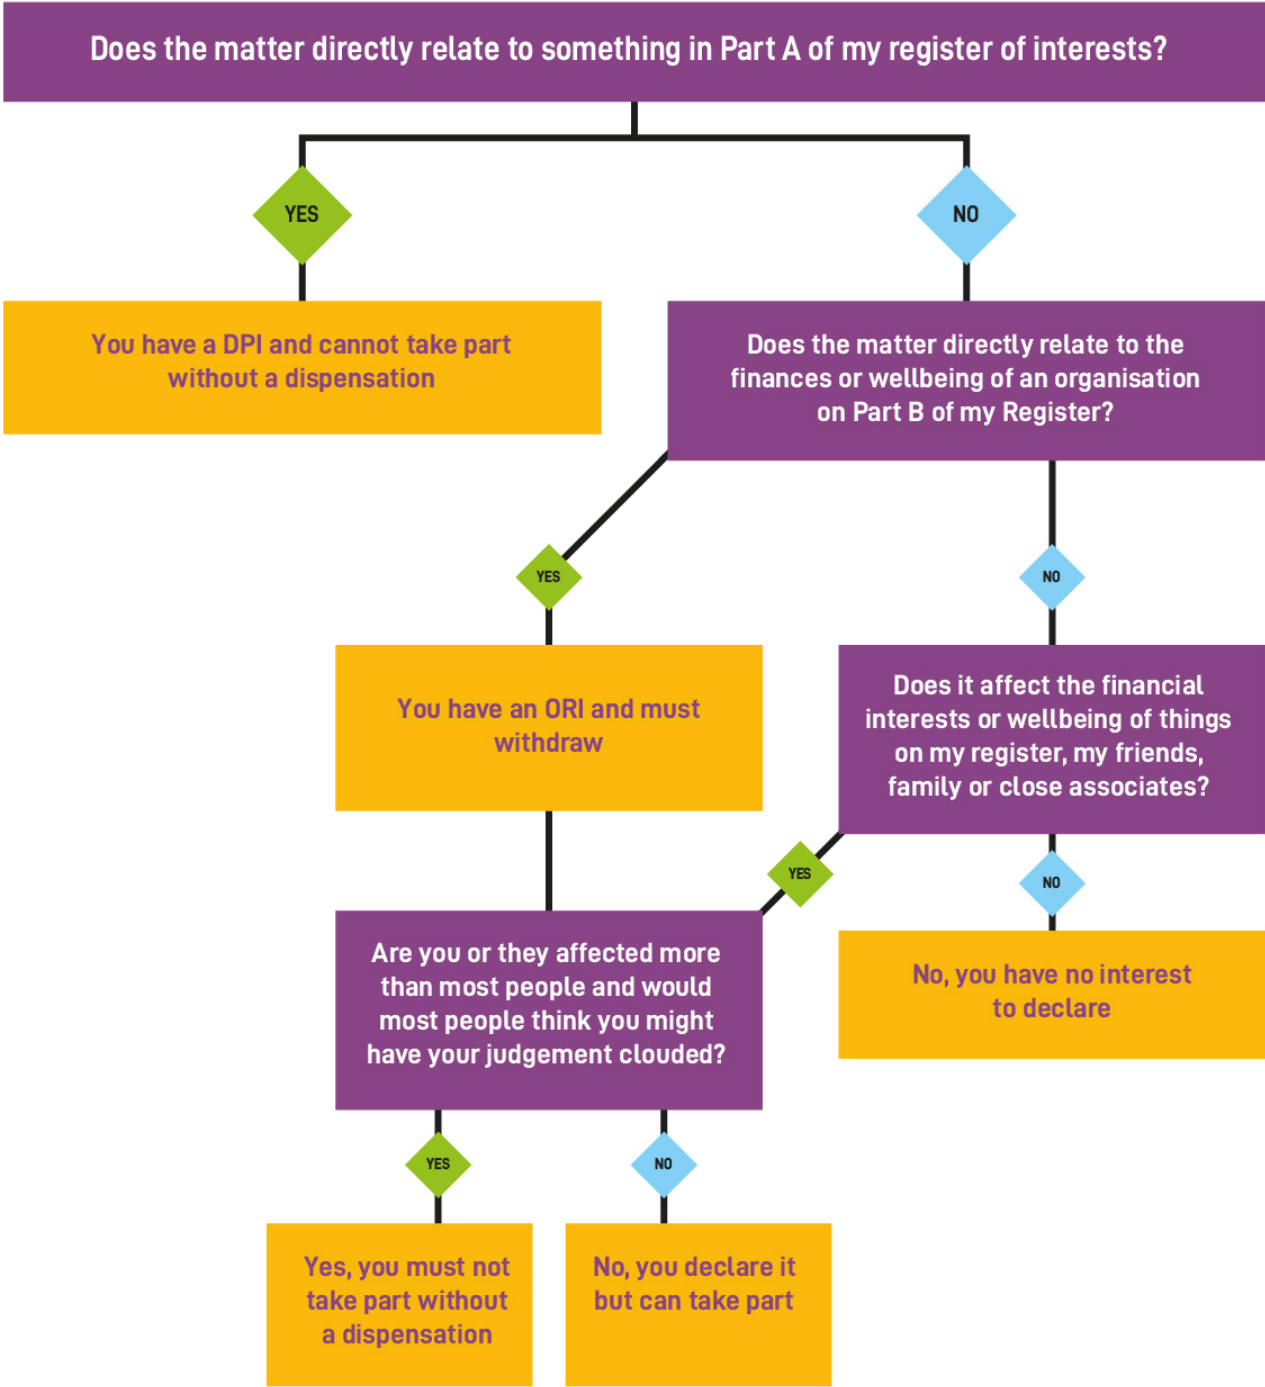 Does the matter directly relate to something in Part A of my register of interests?
YES
NO
You have a DPI and cannot take part
without a dispensation
Does the matter directly relate to the
finances or wellbeing of an organisation
on Part B of my Register?
YES
NO
You have an ORI and must
withdraw
Does it affect the financial
interests or wellbeing of things
on my register, my friends,
family or close associates?
YES
NO
Are you or they affected more
than most people and would
most people think you might
have your judgement clouded?
No, you have no interest
to declare
YES
NO
Yes, you must not
take part without
a dispensation
No, you declare it
but can take part